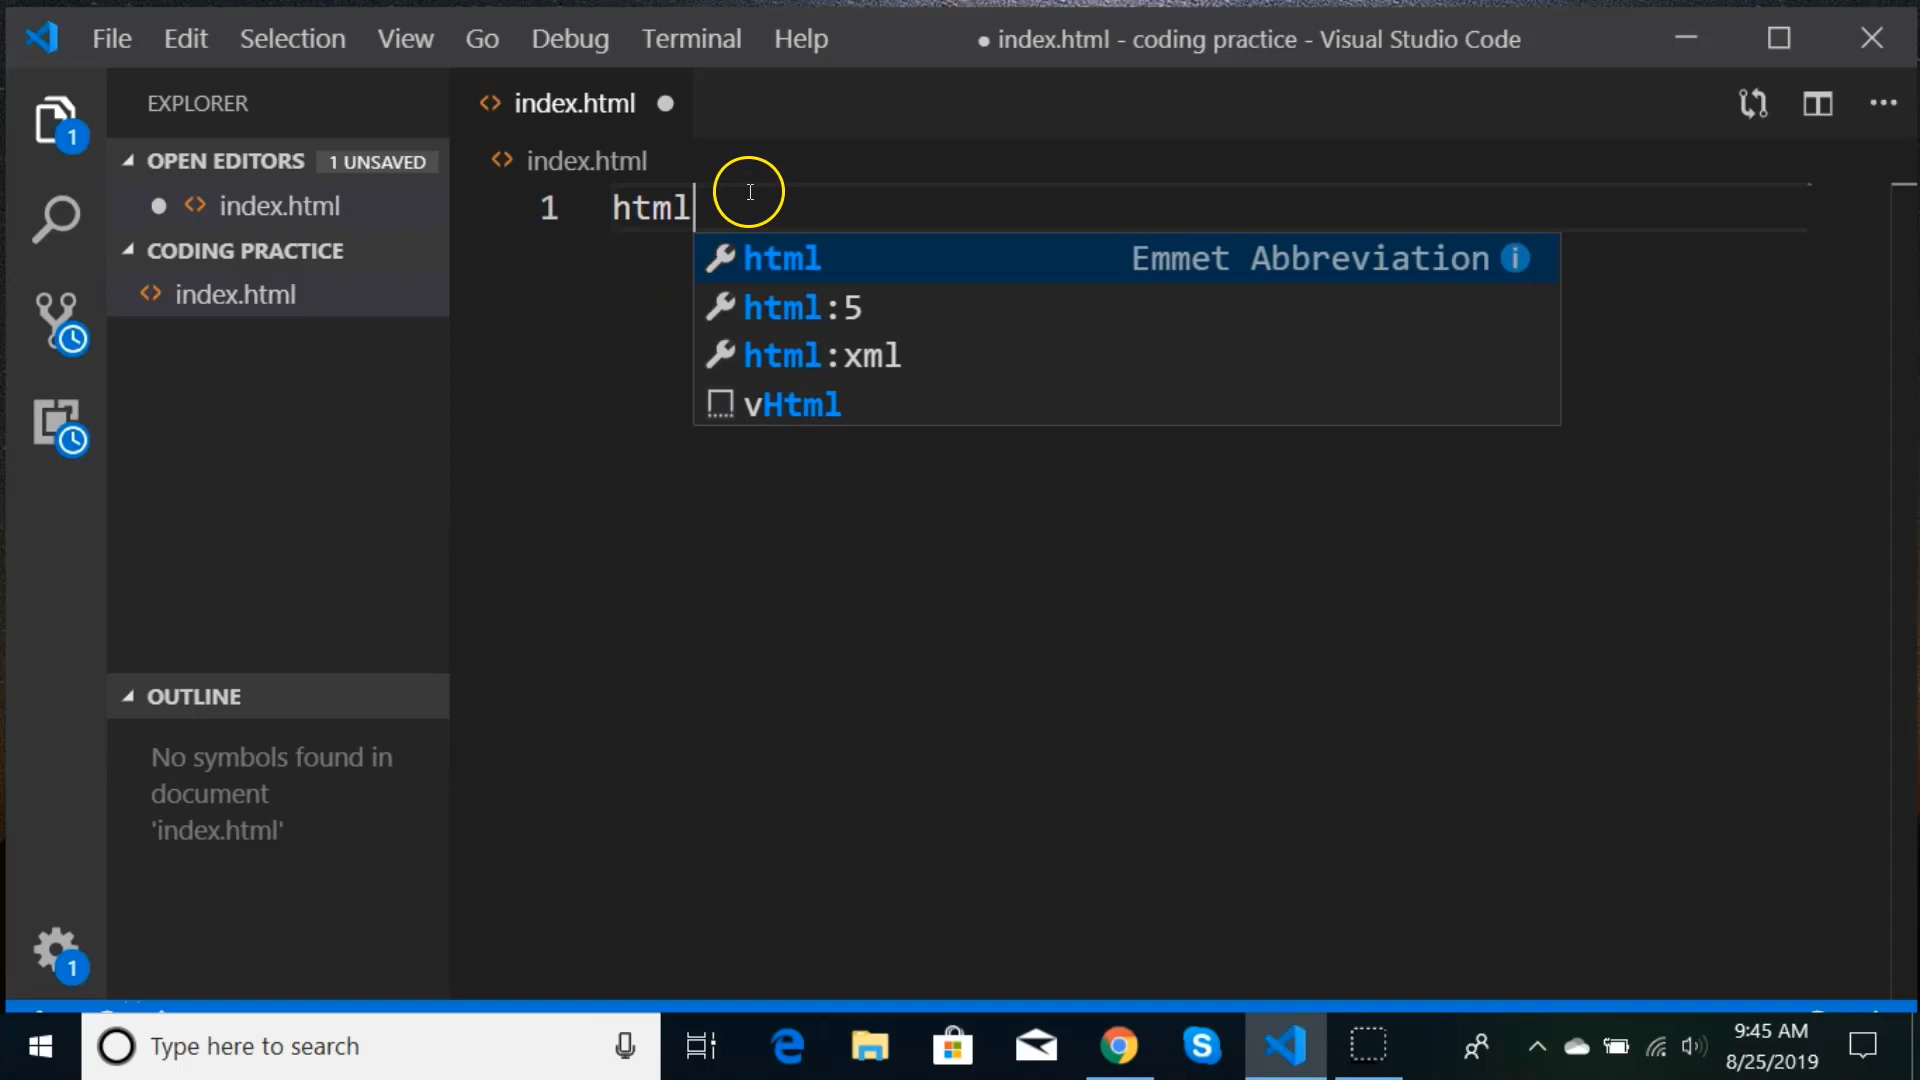 File Edit Selection View Go Debug Terminal Help ● index.html - coding practice - Visual Studio Code
EXPLORER
OPEN EDITORS 1 UNSAVED
index.html
CODING PRACTICE
index.html
OUTLINE
No symbols found in
document
'index.html'
1
1
index.html
index.html
1 html
html Emmet Abbreviation
html:5
html:xml
vHtml
Type here to search
9:45 AM
8/25/2019